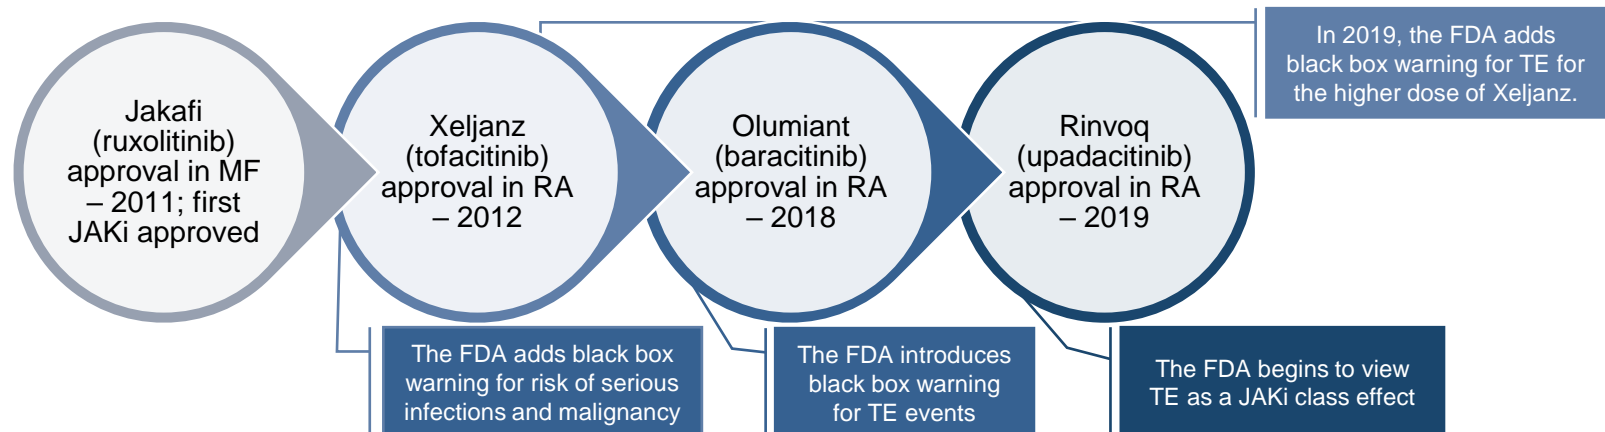 Jakafi
(ruxolitinib)
approval in MF
– 2011; first
JAKi approved
Xeljanz
(tofacitinib)
approval in RA
– 2012
Olumiant
(baracitinib)
approval in RA
– 2018
Rinvoq
(upadacitinib)
approval in RA
– 2019
In 2019, the FDA adds
black box warning for TE for
the higher dose of Xeljanz.
The FDA adds black box
warning for risk of serious
infections and malignancy
The FDA introduces
black box warning
for TE events
The FDA begins to view
TE as a JAKi class effect